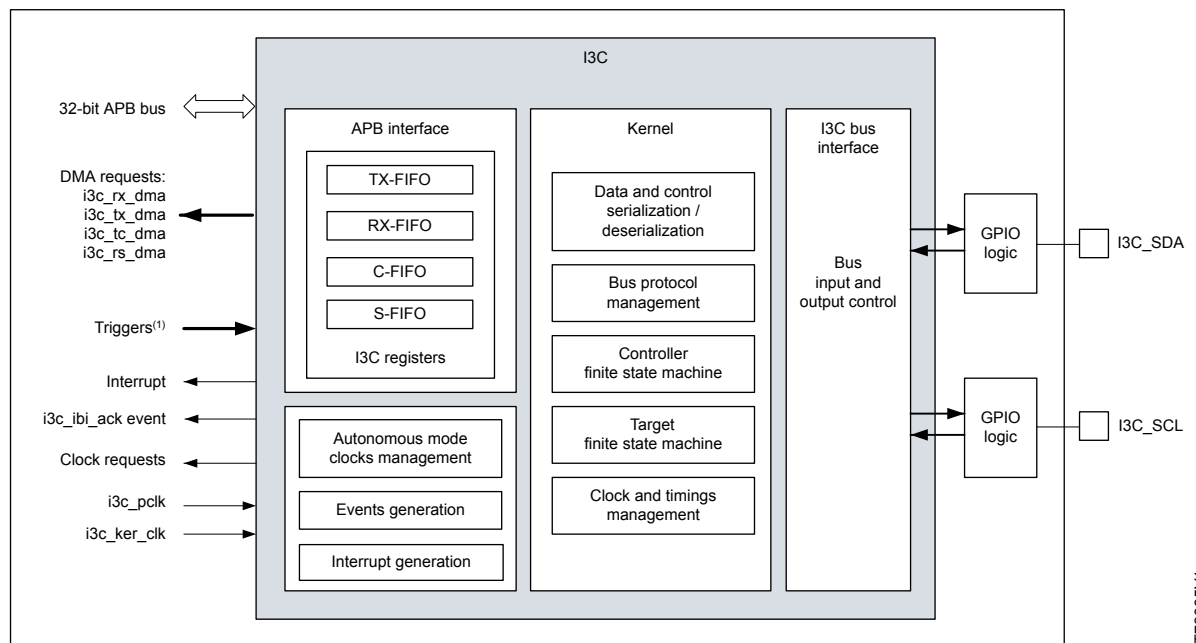 I3C
32-bit APB bus
DMA requests:
i3c_rx_dma
i3c_tx_dma
i3c_tc_dma
i3c_rs_dma
Triggers(1)
Interrupt
i3c_ibi_ack event
Clock requests
i3c_pclk
i3c_ker_clk
APB interface
TX-FIFO
RX-FIFO
C-FIFO
S-FIFO
I3C registers
Autonomous mode
clocks management
Events generation
Interrupt generation
Kernel
Data and control
serialization /
deserialization
Bus protocol
management
Controller
finite state machine
Target
finite state machine
Clock and timings
management
I3C bus
interface
Bus
input and
output control
GPIO
logic
I3C_SDA
GPIO
logic
I3C_SCL